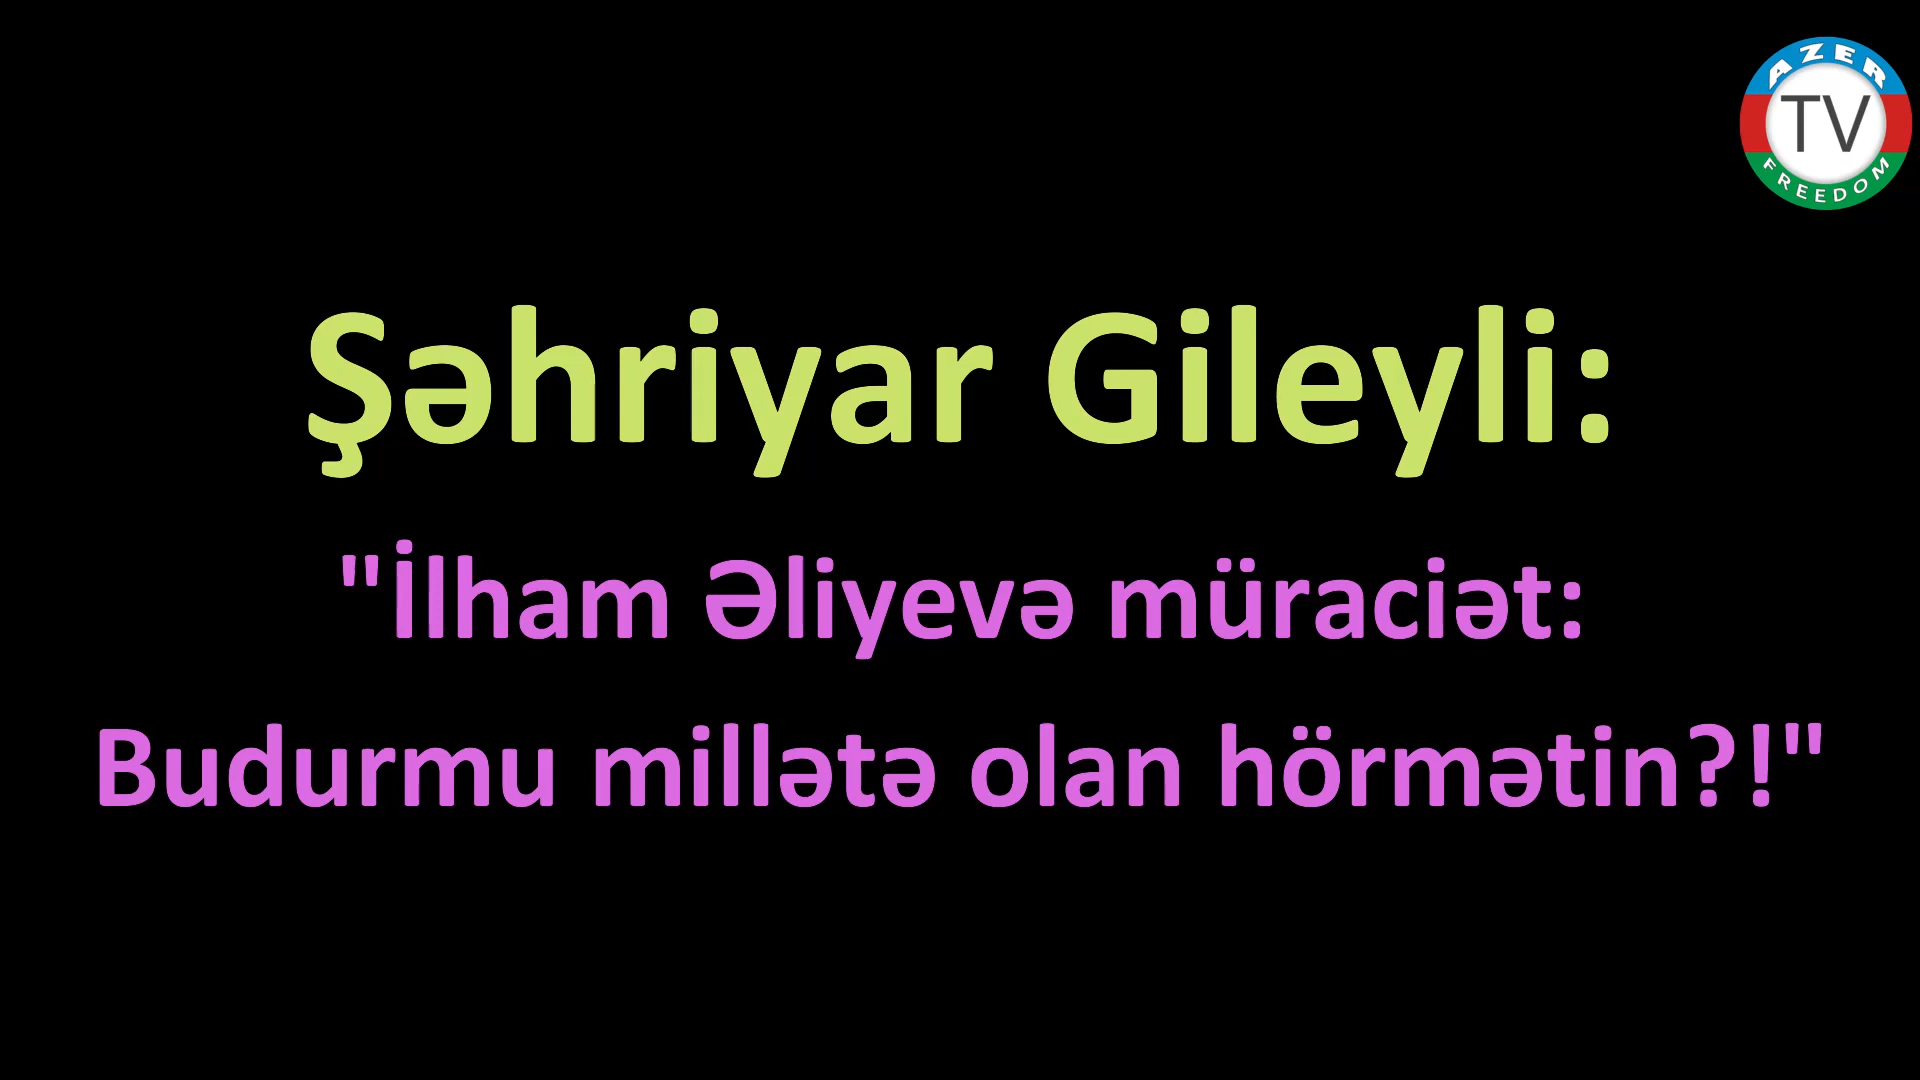 AZER
TV
FREEDOM
Şəhriyar Gileyli:
"İlham Əliyevə müraciət:
Budurmu millətə olan hörmətin?!"